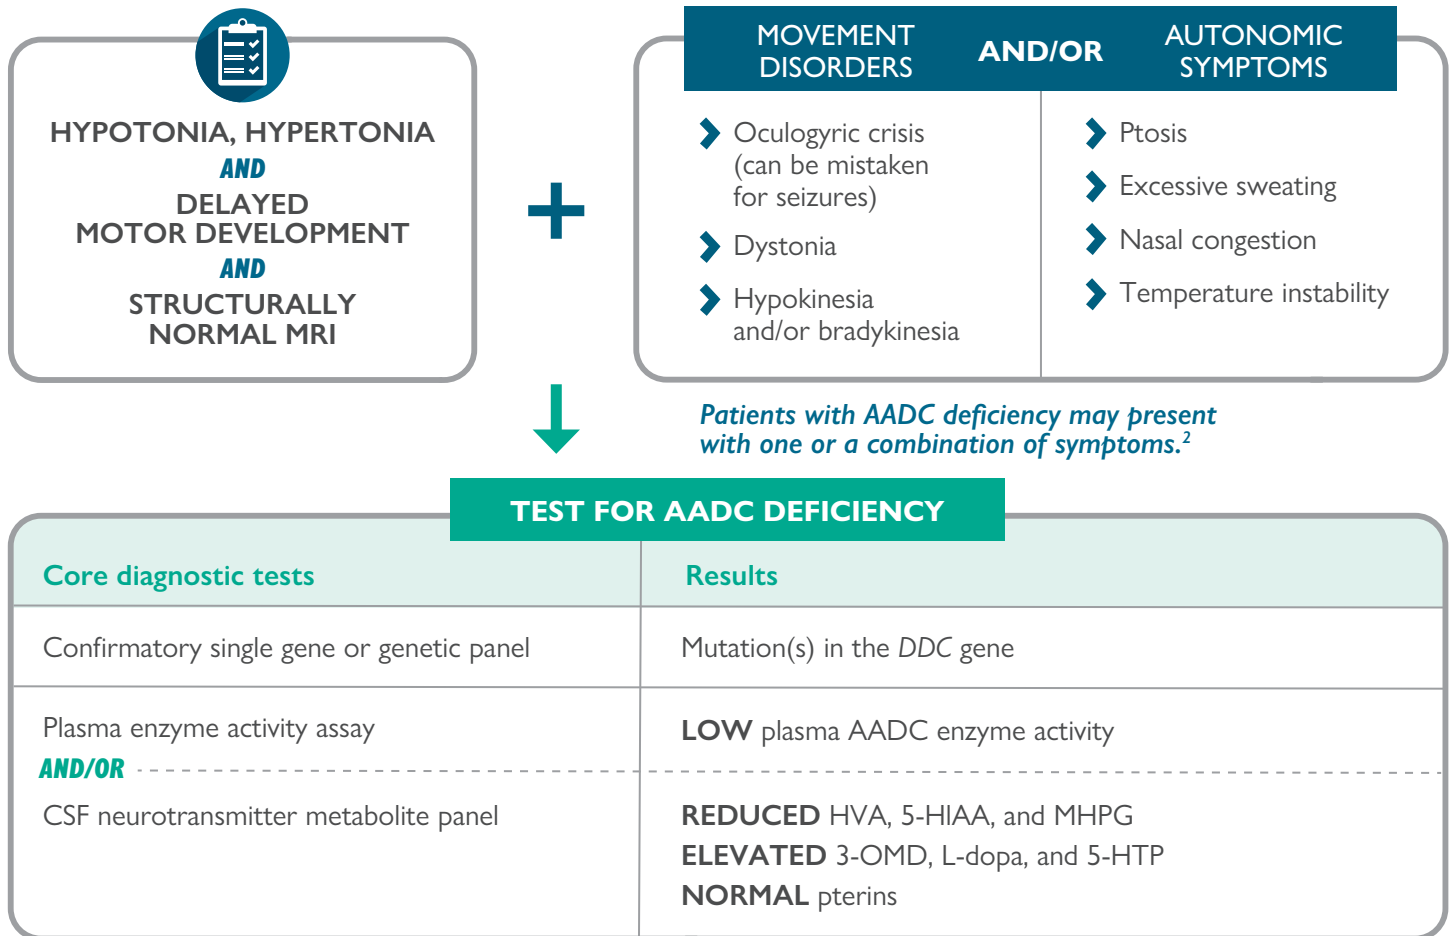 HYPOTONIA, HYPERTONIA
AND
DELAYED
MOTOR DEVELOPMENT
AND
STRUCTURALLY
NORMAL MRI
MOVEMENT
DISORDERS
AND/OR
AUTONOMIC
SYMPTOMS
Oculogyric crisis
(can be mistaken
for seizures)
Dystonia
Hypokinesia
and/or bradykinesia
Ptosis
Excessive sweating
Nasal congestion
Temperature instability
Patients with AADC deficiency may present
with one or a combination of symptoms.2
TEST FOR AADC DEFICIENCY
Core diagnostic tests
Results
Confirmatory single gene or genetic panel
Mutation(s) in the DDC gene
Plasma enzyme activity assay
LOW plasma AADC enzyme activity
AND/OR
CSF neurotransmitter metabolite panel
REDUCED HVA, 5-HIAA, and MHPG
ELEVATED 3-OMD, L-dopa, and 5-HTP
NORMAL pterins